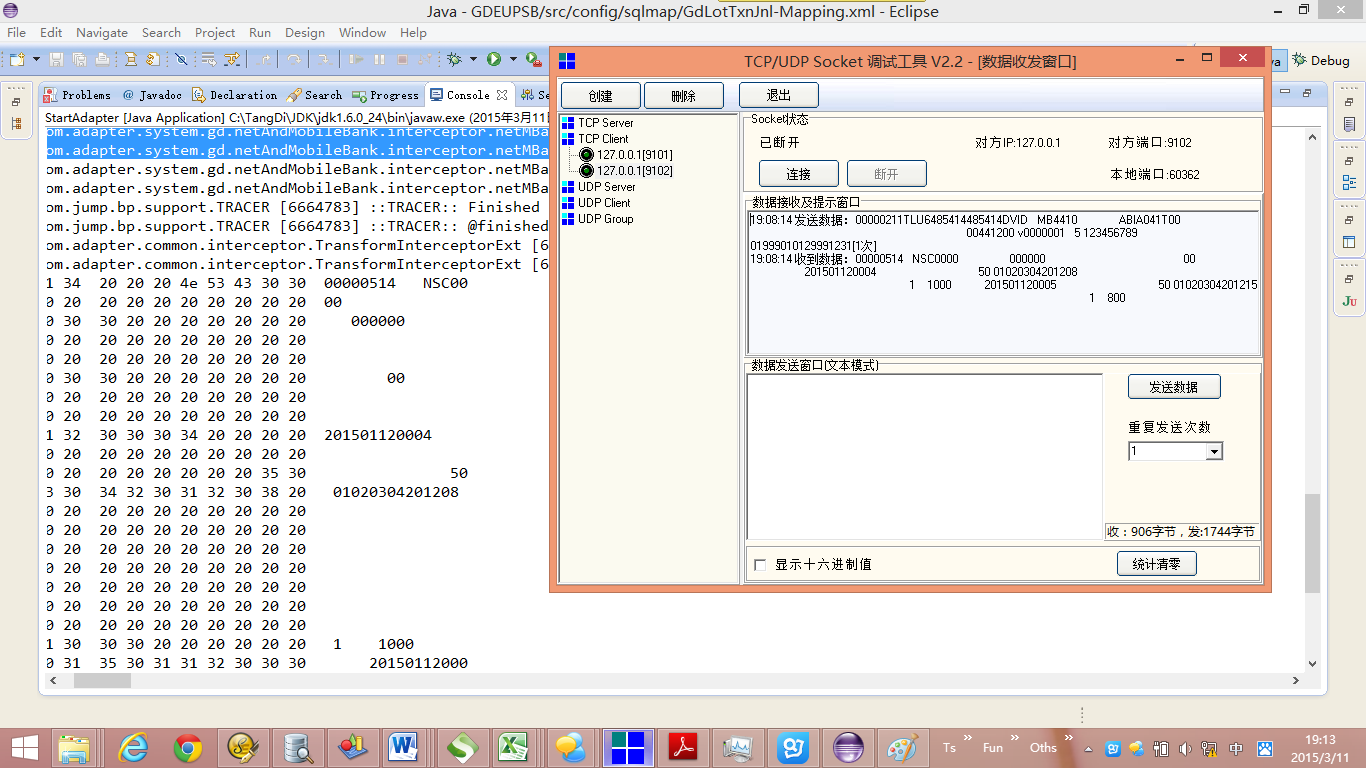 Java - GDEUPSB/src/config/sqlmap/GdLotTxnJnl-Mapping.xml - Eclipse
File Edit Navigate Search Project Run Design Window Help
Debug
Problems @ Javadoc Declaration Search Progress Console
StartAdapter [Java Application] C:\TangDi\JDK\jdk1.6.0_24\bin\javaw.exe (2015年3月11
om.adapter.system.gd.netAndMobileBank.interceptor.netMBa
om.adapter.system.gd.netAndMobileBank.interceptor.netMBa
om.adapter.system.gd.netAndMobileBank.interceptor.netMBa
om.adapter.system.gd.netAndMobileBank.interceptor.netMBa
om.jump.bp.support.TRACER [6664783] ::TRACER:: Finished
om.jump.bp.support.TRACER [6664783] ::TRACER:: @finished
om.adapter.common.interceptor.TransformInterceptorExt [6
om.adapter.common.interceptor.TransformInterceptorExt [6
1 34 20 20 20 4e 53 43 30 30 00000514 NSC00
0 20 20 20 20 20 20 20 20 20 00
0 30 30 20 20 20 20 20 20 20 000000
0 20 20 20 20 20 20 20 20 20
0 20 20 20 20 20 20 20 20 20
0 30 30 20 20 20 20 20 20 20 00
0 20 20 20 20 20 20 20 20 20
0 20 20 20 20 20 20 20 20 20
1 32 30 30 30 34 20 20 20 20 201501120004
0 20 20 20 20 20 20 20 20 20
0 20 20 20 20 20 20 20 35 30 50
3 30 34 32 30 31 32 30 38 20 01020304201208
0 20 20 20 20 20 20 20 20 20
0 20 20 20 20 20 20 20 20 20
0 20 20 20 20 20 20 20 20 20
0 20 20 20 20 20 20 20 20 20
0 20 20 20 20 20 20 20 20 20
0 20 20 20 20 20 20 20 20 20
0 20 20 20 20 20 20 20 20 20
1 30 30 30 20 20 20 20 20 20 1 1000
0 31 35 30 31 31 32 30 30 30 20150112000
TCP/UDP Socket 调试工具 V2.2 - [数据收发窗口]
创建 删除 退出
TCP Server
TCP Client
127.0.0.1[9101]
127.0.0.1[9102]
UDP Server
UDP Client
UDP Group
Socket状态
已断开 对方IP:127.0.0.1 对方端口:9102
连接 断开 本地端口:60362
数据接收及提示窗口
19:08:14 发送数据：00000211TLU6485414485414DVID MB4410 ABIA041T00
00441200 v0000001 5 123456789
01999010129991231[1次]
19:08:14 收到数据：00000514 NSC0000 000000 00
201501120004 50 01020304201208
1 1000 201501120005 50 01020304201215
1 800
数据发送窗口(文本模式)
发送数据
重复发送次数
1
收：906字节，发:1744字节
显示十六进制值 统计清零
Ts Fun Oths 中 19:13
2015/3/11